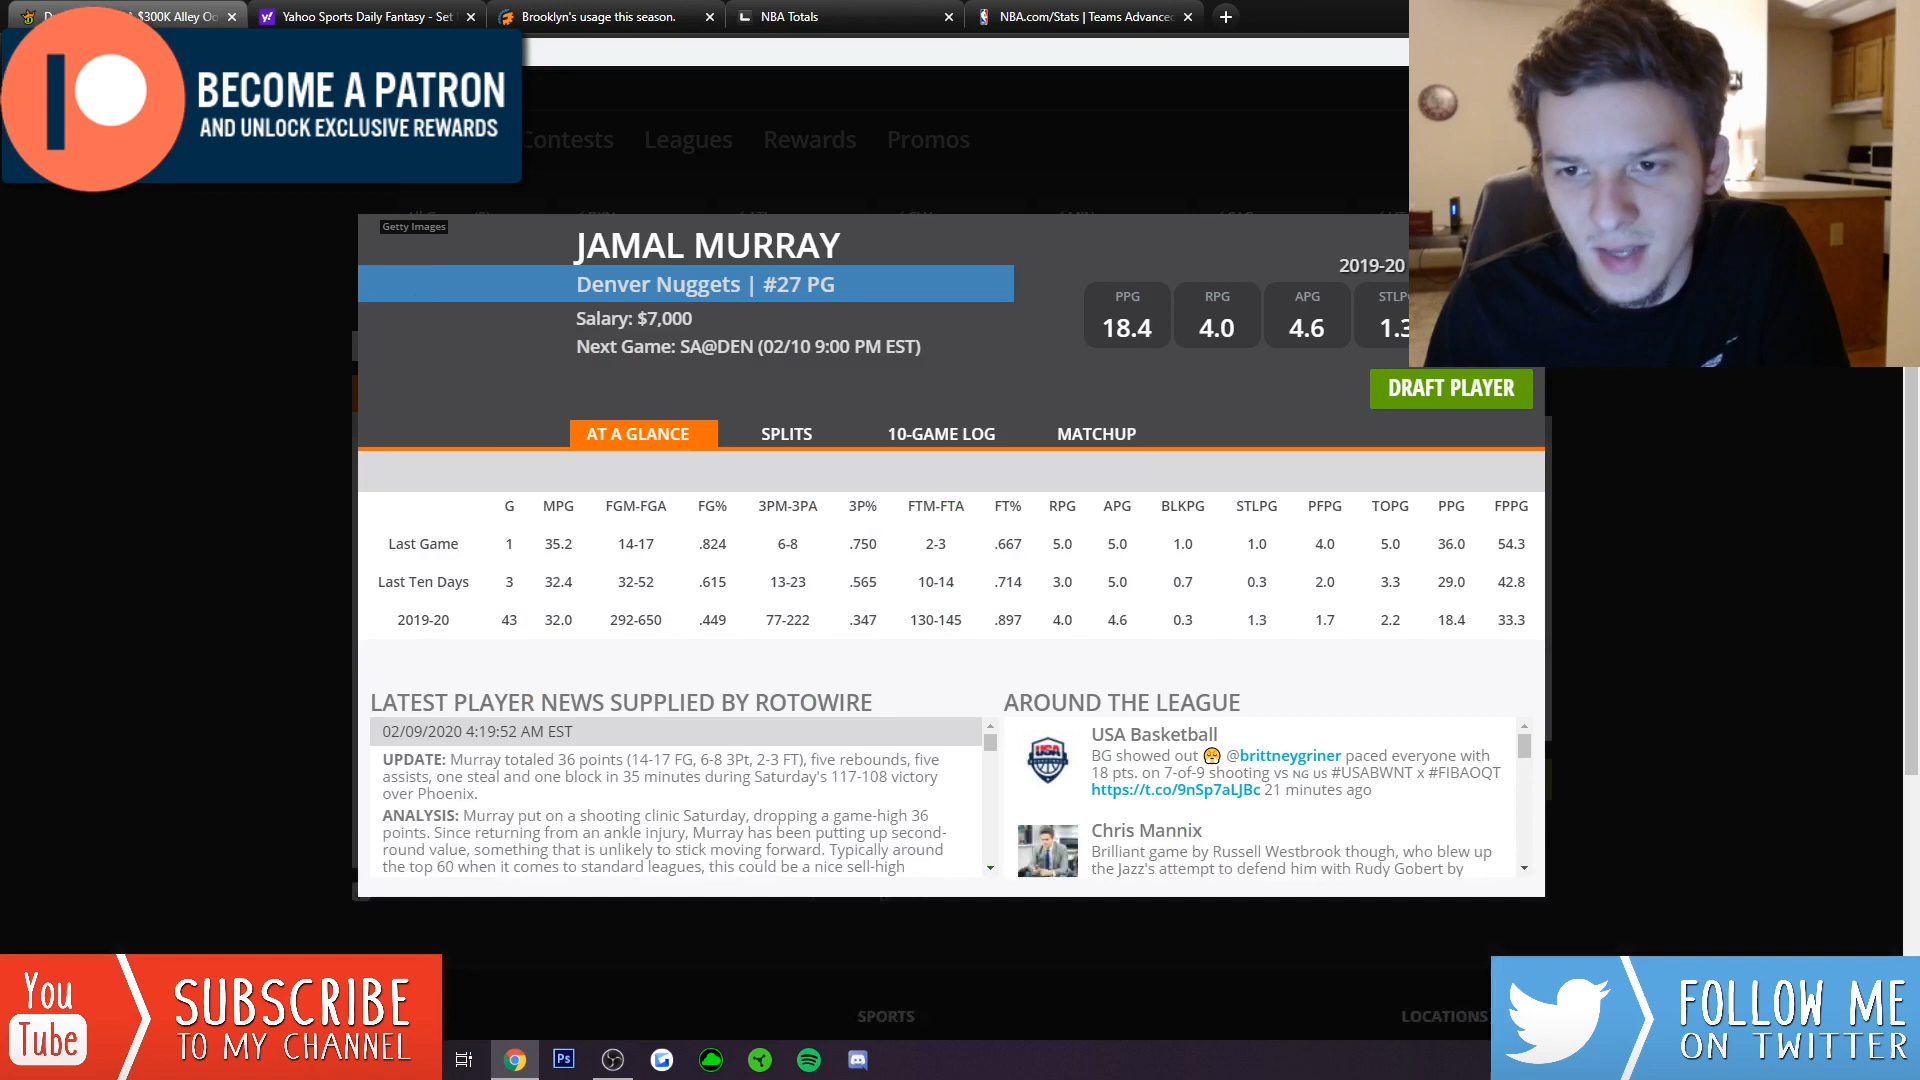 $300K Alley Oo
Yahoo Sports Daily Fantasy - Set
Brooklyn's usage this season.
NBA Totals
NBA.com/Stats | Teams Advance
BECOME A PATRON
AND UNLOCK EXCLUSIVE REWARDS
Contests Leagues Rewards Promos
Getty Images
JAMAL MURRAY
Denver Nuggets | #27 PG
Salary: $7,000
Next Game: SA@DEN (02/10 9:00 PM EST)
2019-20
PPG RPG APG STLPG
18.4 4.0 4.6 1.3
DRAFT PLAYER
AT A GLANCE SPLITS 10-GAME LOG MATCHUP
G MPG FGM-FGA FG% 3PM-3PA 3P% FTM-FTA FT% RPG APG BLKPG STLPG PFPG TOPG PPG FPPG
Last Game 1 35.2 14-17 .824 6-8 .750 2-3 .667 5.0 5.0 1.0 1.0 4.0 5.0 36.0 54.3
Last Ten Days 3 32.4 32-52 .615 13-23 .565 10-14 .714 3.0 5.0 0.7 0.3 2.0 3.3 29.0 42.8
2019-20 43 32.0 292-650 .449 77-222 .347 130-145 .897 4.0 4.6 0.3 1.3 1.7 2.2 18.4 33.3
LATEST PLAYER NEWS SUPPLIED BY ROTOWIRE
02/09/2020 4:19:52 AM EST
UPDATE: Murray totaled 36 points (14-17 FG, 6-8 3Pt, 2-3 FT), five rebounds, five
assists, one steal and one block in 35 minutes during Saturday's 117-108 victory
over Phoenix.
ANALYSIS: Murray put on a shooting clinic Saturday, dropping a game-high 36
points. Since returning from an ankle injury, Murray has been putting up second-
round value, something that is unlikely to stick moving forward. Typically around
the top 60 when it comes to standard leagues, this could be a nice sell-high
AROUND THE LEAGUE
USA Basketball
BG showed out 😤 @brittneygriner paced everyone with
18 pts. on 7-of-9 shooting vs NG US #USABWNT x #FIBAOQT
https://t.co/9nSp7aLJBc 21 minutes ago
Chris Mannix
Brilliant game by Russell Westbrook though, who blew up
the Jazz's attempt to defend him with Rudy Gobert by
SPORTS
LOCATIONS
You
Tube
SUBSCRIBE
TO MY CHANNEL
Ps
FOLLOW ME
ON TWITTER